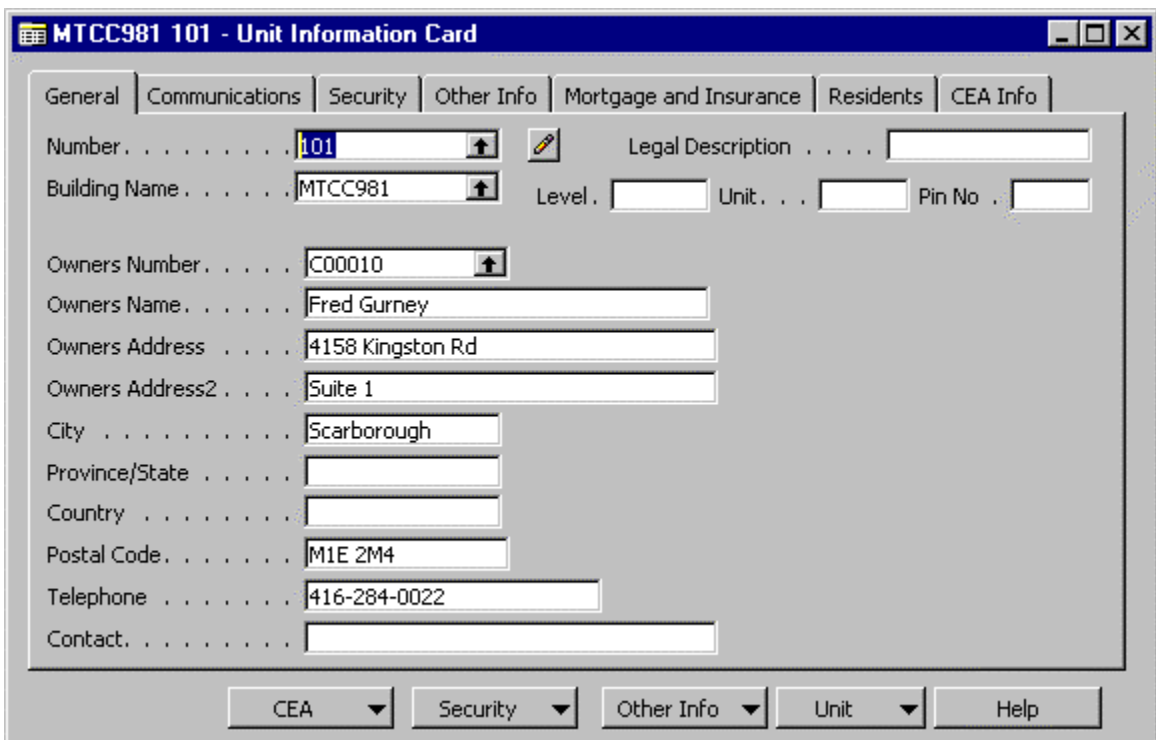 MTCC981 101 - Unit Information Card
General Communications Security Other Info Mortgage and Insurance Residents CEA Info
Number. . . . . . . . . 101 Legal Description . . . .
Building Name . . . . . . MTCC981 Level . Unit. . . Pin No .
Owners Number. . . . . C00010
Owners Name. . . . . . Fred Gurney
Owners Address . . . . 4158 Kingston Rd
Owners Address2 . . . . Suite 1
City . . . . . . . . . . Scarborough
Province/State . . . . .
Country . . . . . . . .
Postal Code. . . . . . . M1E 2M4
Telephone . . . . . . . 416-284-0022
Contact. . . . . . . . .
CEA Security Other Info Unit Help